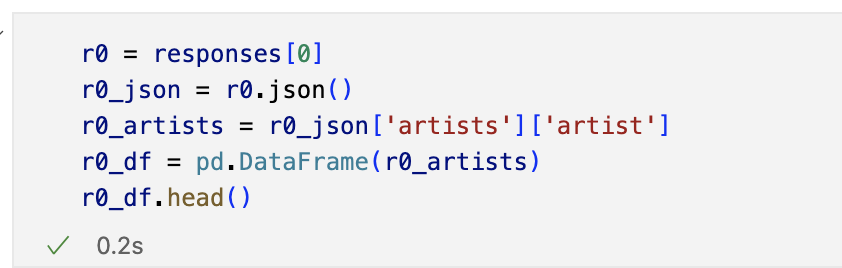 r0 = responses[0]
r0_json = r0.json()
r0_artists = r0_json['artists']['artist']
r0_df = pd.DataFrame(r0_artists)
r0_df.head()
0.2s